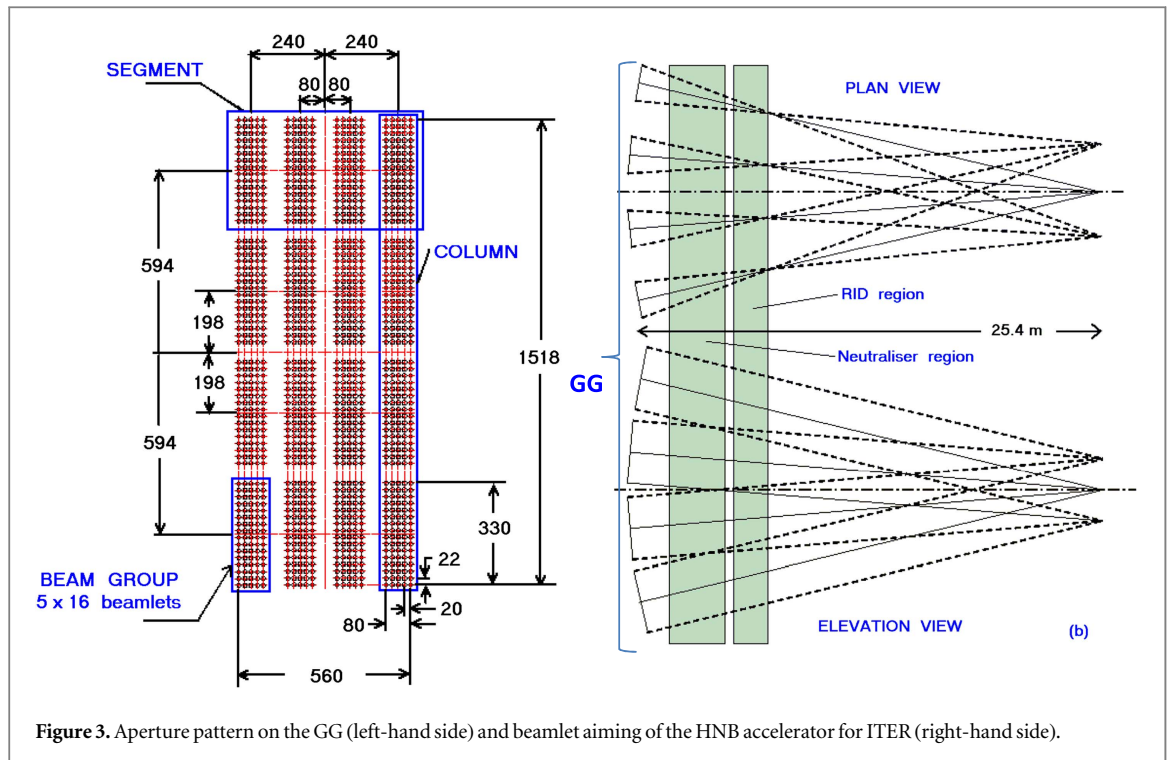 240 240
SEGMENT
80 80
PLAN VIEW
594
COLUMN
RID region
198
25.4 m
1518
Neutraliser region
198
GG
594
330
22
BEAM GROUP
5 x 16 beamlets
20
80
ELEVATION VIEW
(b)
560
Figure 3. Aperture pattern on the GG (left-hand side) and beamlet aiming of the HNB accelerator for ITER (right-hand side).